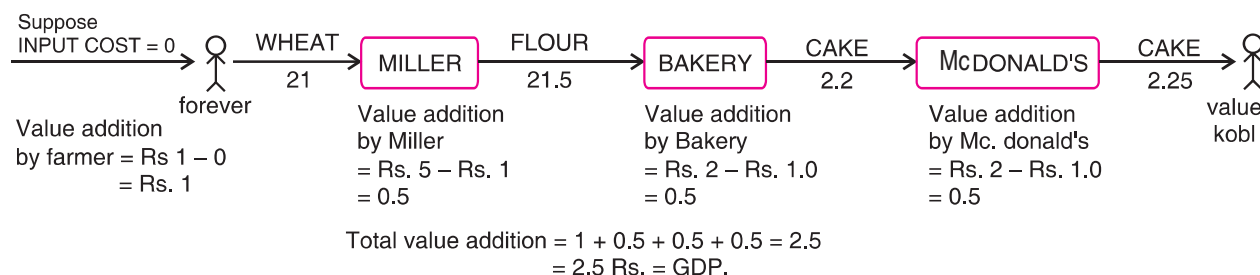 Suppose
INPUT COST = 0
WHEAT
21
FLOUR
21.5
CAKE
2.2
CAKE
2.25
forever
MILLER
BAKERY
McDONALD'S
value
kobl
Value addition
by farmer = Rs 1 – 0
= Rs. 1
Value addition
by Miller
= Rs. 5 – Rs. 1
= 0.5
Value addition
by Bakery
= Rs. 2 – Rs. 1.0
= 0.5
Value addition
by Mc. donald's
= Rs. 2 – Rs. 1.0
= 0.5
Total value addition = 1 + 0.5 + 0.5 + 0.5 = 2.5
= 2.5 Rs. = GDP.